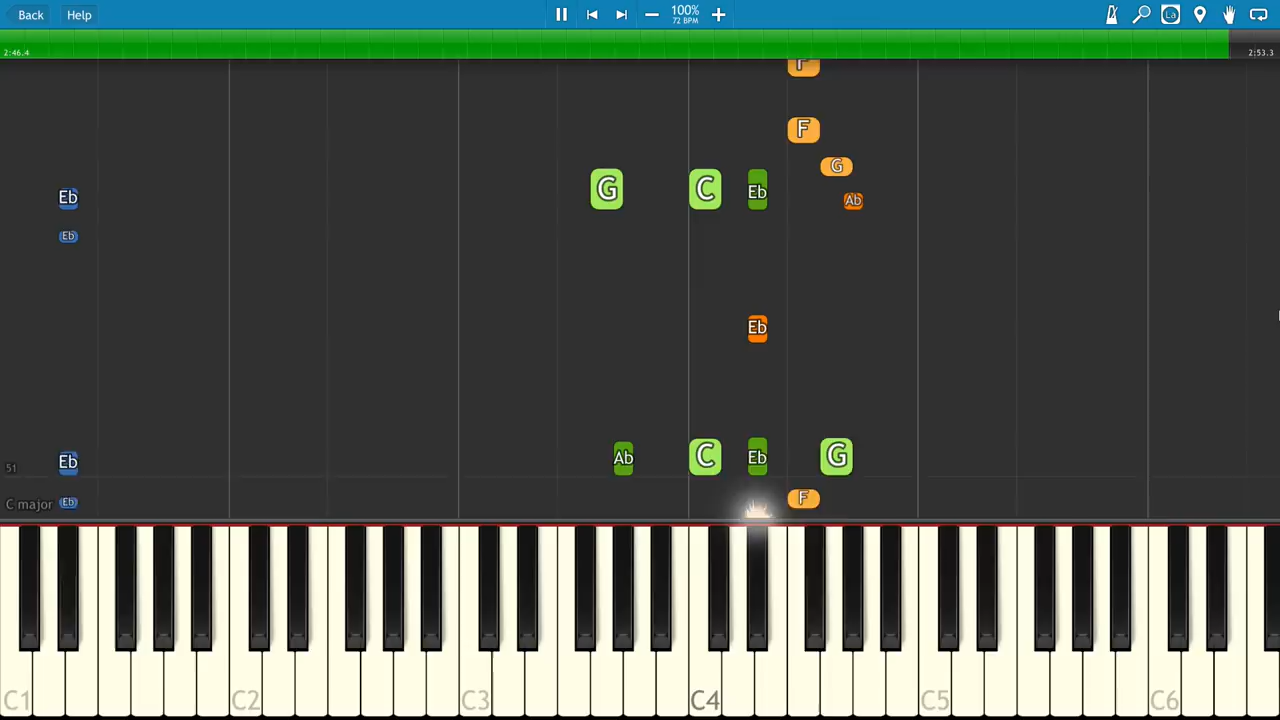 Back Help 100% 72 BPM La
2:46.4 2:53.3
F
F
G
Eb G C Eb Ab
Eb
Eb
Eb Ab C Eb G
51
C major Eb F
C1 C2 C3 C4 C5 C6